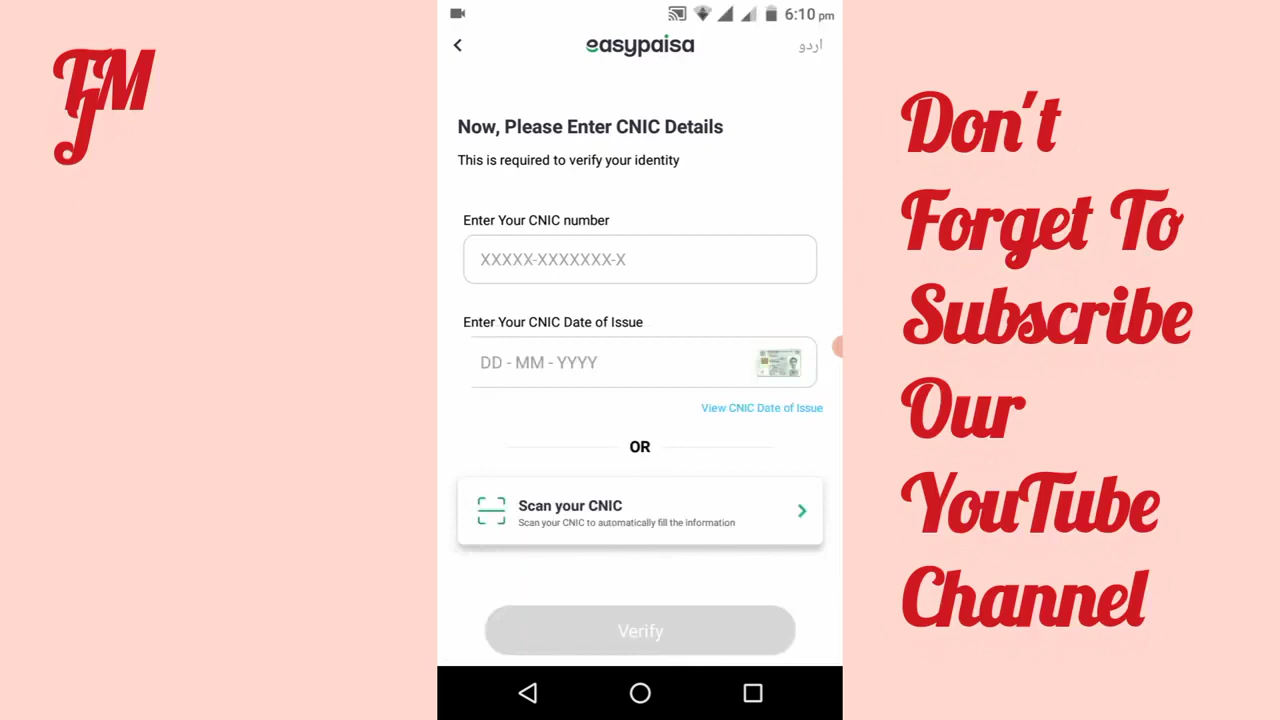 TJM
6:10 pm
easypaisa
اردو
Now, Please Enter CNIC Details
This is required to verify your identity
Enter Your CNIC number
XXXXX-XXXXXXX-X
Enter Your CNIC Date of Issue
DD - MM - YYYY
View CNIC Date of Issue
OR
Scan your CNIC
Scan your CNIC to automatically fill the information
Verify
Don't
Forget To
Subscribe
Our
YouTube
Channel